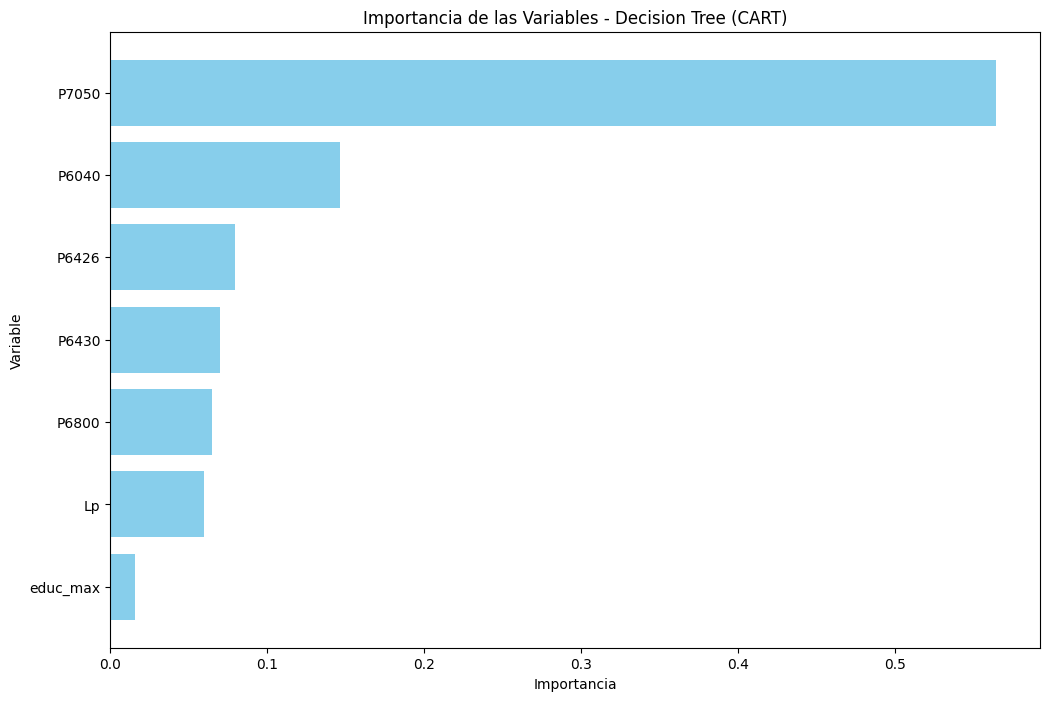 Importancia de las Variables - Decision Tree (CART)
Variable
P7050
P6040
P6426
P6430
P6800
Lp
educ_max
0.0 0.1 0.2 0.3 0.4 0.5
Importancia